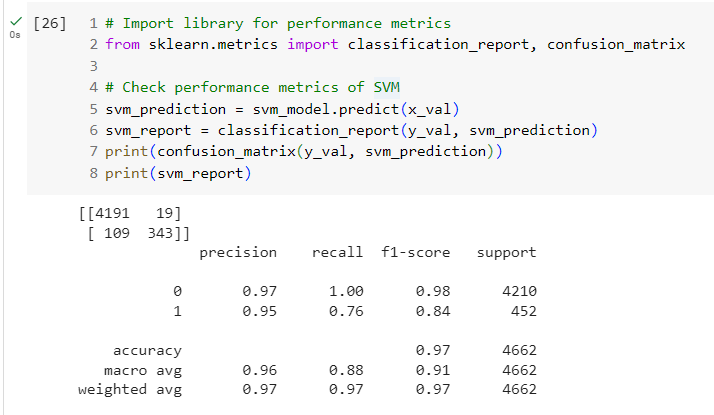 [26] 1 # Import library for performance metrics
0s 2 from sklearn.metrics import classification_report, confusion_matrix
3
4 # Check performance metrics of SVM
5 svm_prediction = svm_model.predict(x_val)
6 svm_report = classification_report(y_val, svm_prediction)
7 print(confusion_matrix(y_val, svm_prediction))
8 print(svm_report)
[[4191 19]
[ 109 343]]
precision recall f1-score support
0 0.97 1.00 0.98 4210
1 0.95 0.76 0.84 452
accuracy 0.97 4662
macro avg 0.96 0.88 0.91 4662
weighted avg 0.97 0.97 0.97 4662